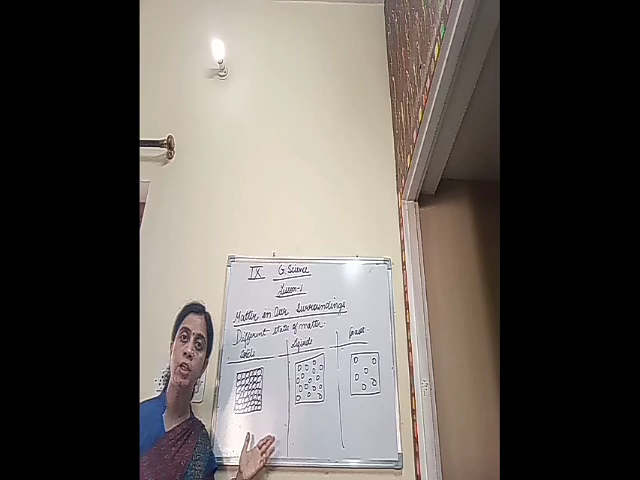 IX G. Science
Lesson-1
Matter in Our Surroundings
Different state of matter.
Solids Liquids Gases